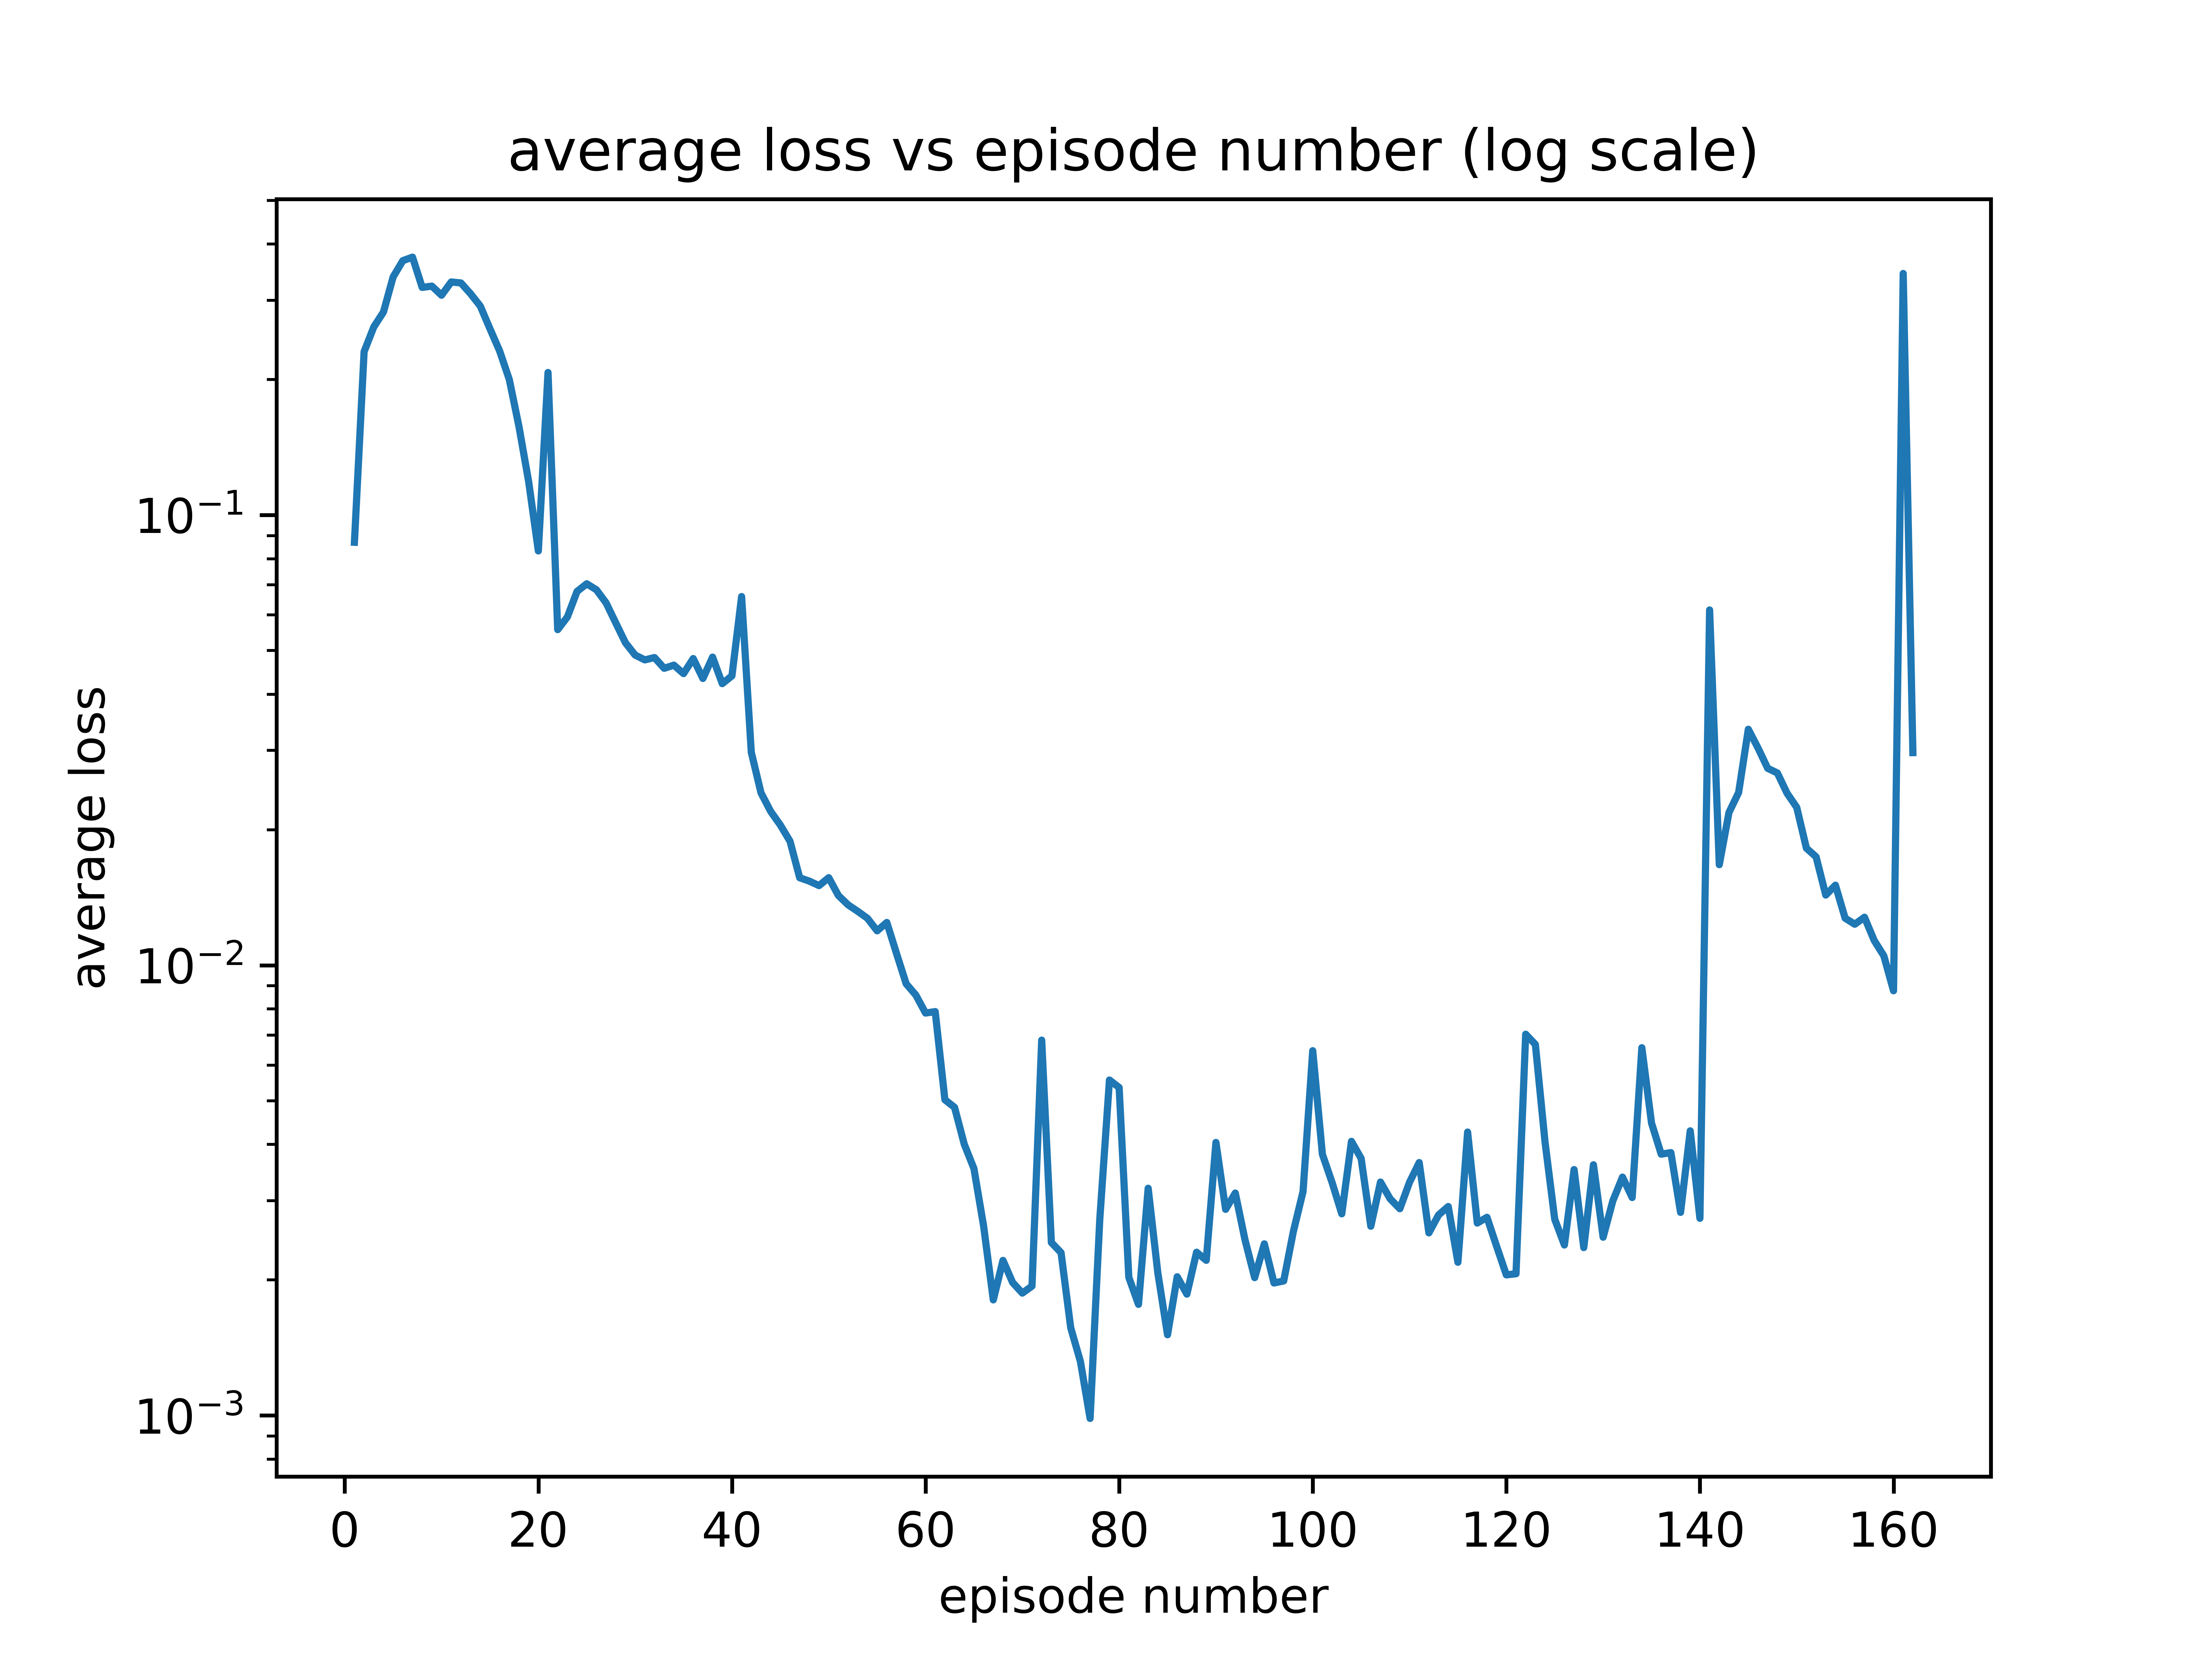 average loss vs episode number (log scale)
average loss
10⁻¹
10⁻²
10⁻³
0 20 40 60 80 100 120 140 160
episode number